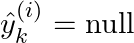 ŷ_k^{(i)} = null